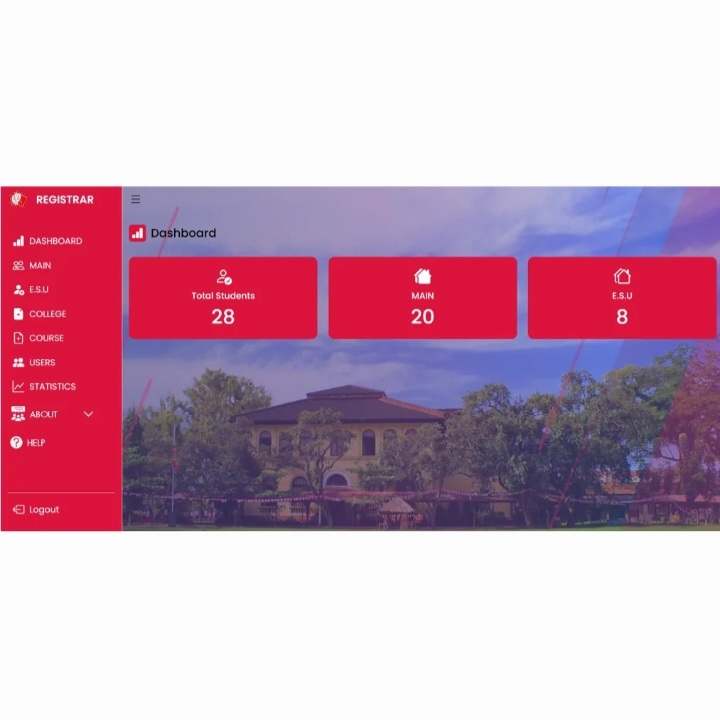 REGISTRAR
DASHBOARD
MAIN
E.S.U
COLLEGE
COURSE
USERS
STATISTICS
ABOUT
HELP
Logout
Dashboard
Total Students
28
MAIN
20
E.S.U
8